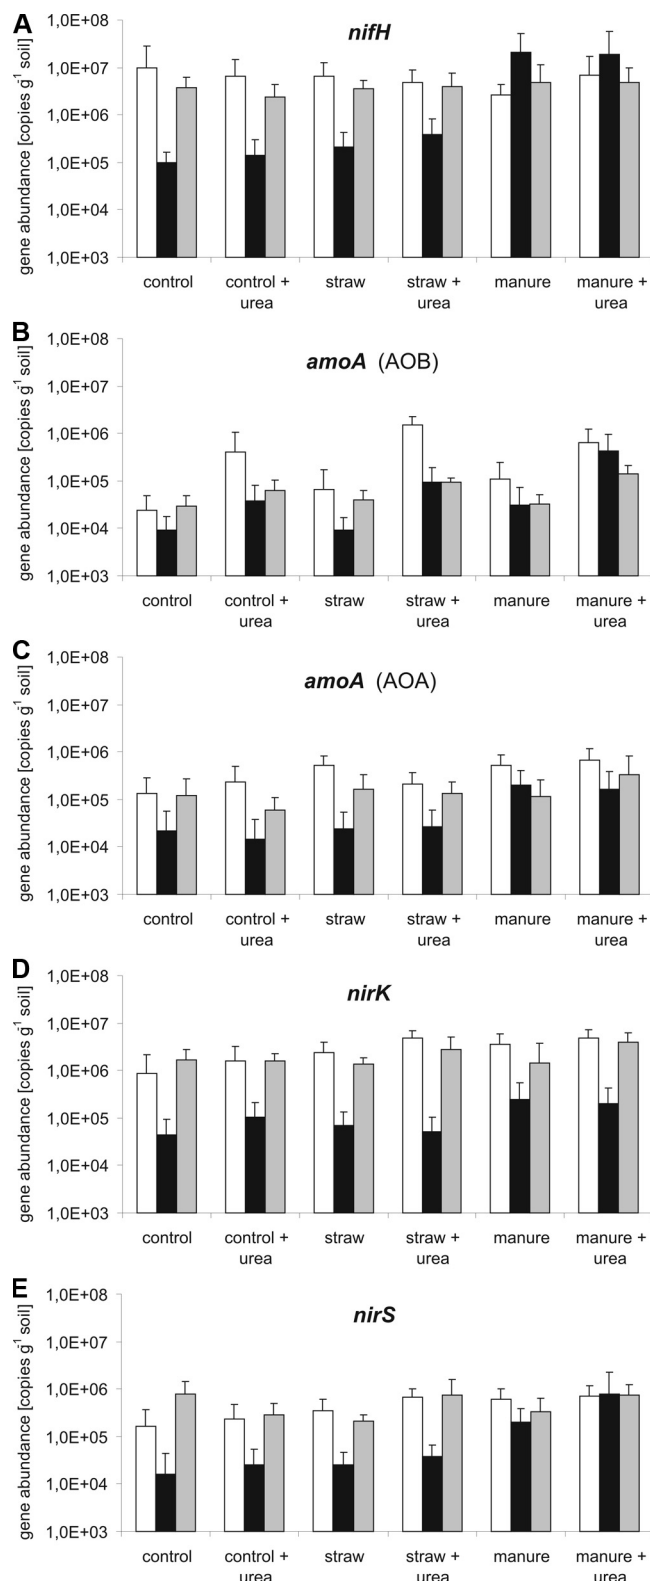 A
nifH
gene abundance [copies g-1 soil]
1,0E+08
1,0E+07
1,0E+06
1,0E+05
1,0E+04
1,0E+03
control
control + urea
straw
straw + urea
manure
manure + urea
B
amoA (AOB)
gene abundance [copies g-1 soil]
1,0E+08
1,0E+07
1,0E+06
1,0E+05
1,0E+04
1,0E+03
control
control + urea
straw
straw + urea
manure
manure + urea
C
amoA (AOA)
gene abundance [copies g-1 soil]
1,0E+08
1,0E+07
1,0E+06
1,0E+05
1,0E+04
1,0E+03
control
control + urea
straw
straw + urea
manure
manure + urea
D
nirK
gene abundance [copies g-1 soil]
1,0E+08
1,0E+07
1,0E+06
1,0E+05
1,0E+04
1,0E+03
control
control + urea
straw
straw + urea
manure
manure + urea
E
nirS
gene abundance [copies g-1 soil]
1,0E+08
1,0E+07
1,0E+06
1,0E+05
1,0E+04
1,0E+03
control
control + urea
straw
straw + urea
manure
manure + urea